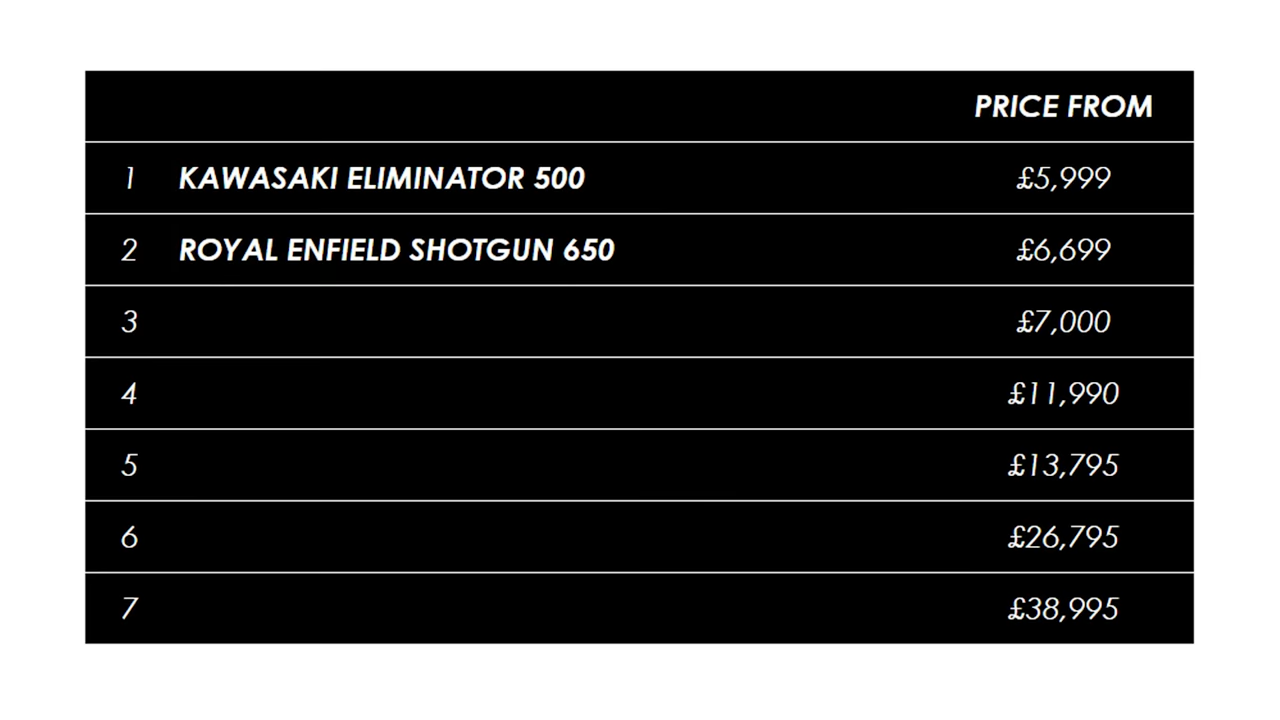 PRICE FROM
1 KAWASAKI ELIMINATOR 500 £5,999
2 ROYAL ENFIELD SHOTGUN 650 £6,699
3 £7,000
4 £11,990
5 £13,795
6 £26,795
7 £38,995